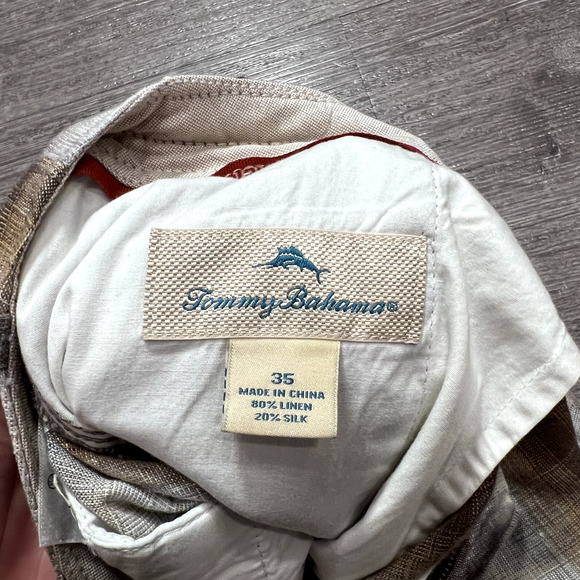 Tommy Bahama®
35
MADE IN CHINA
80% LINEN
20% SILK